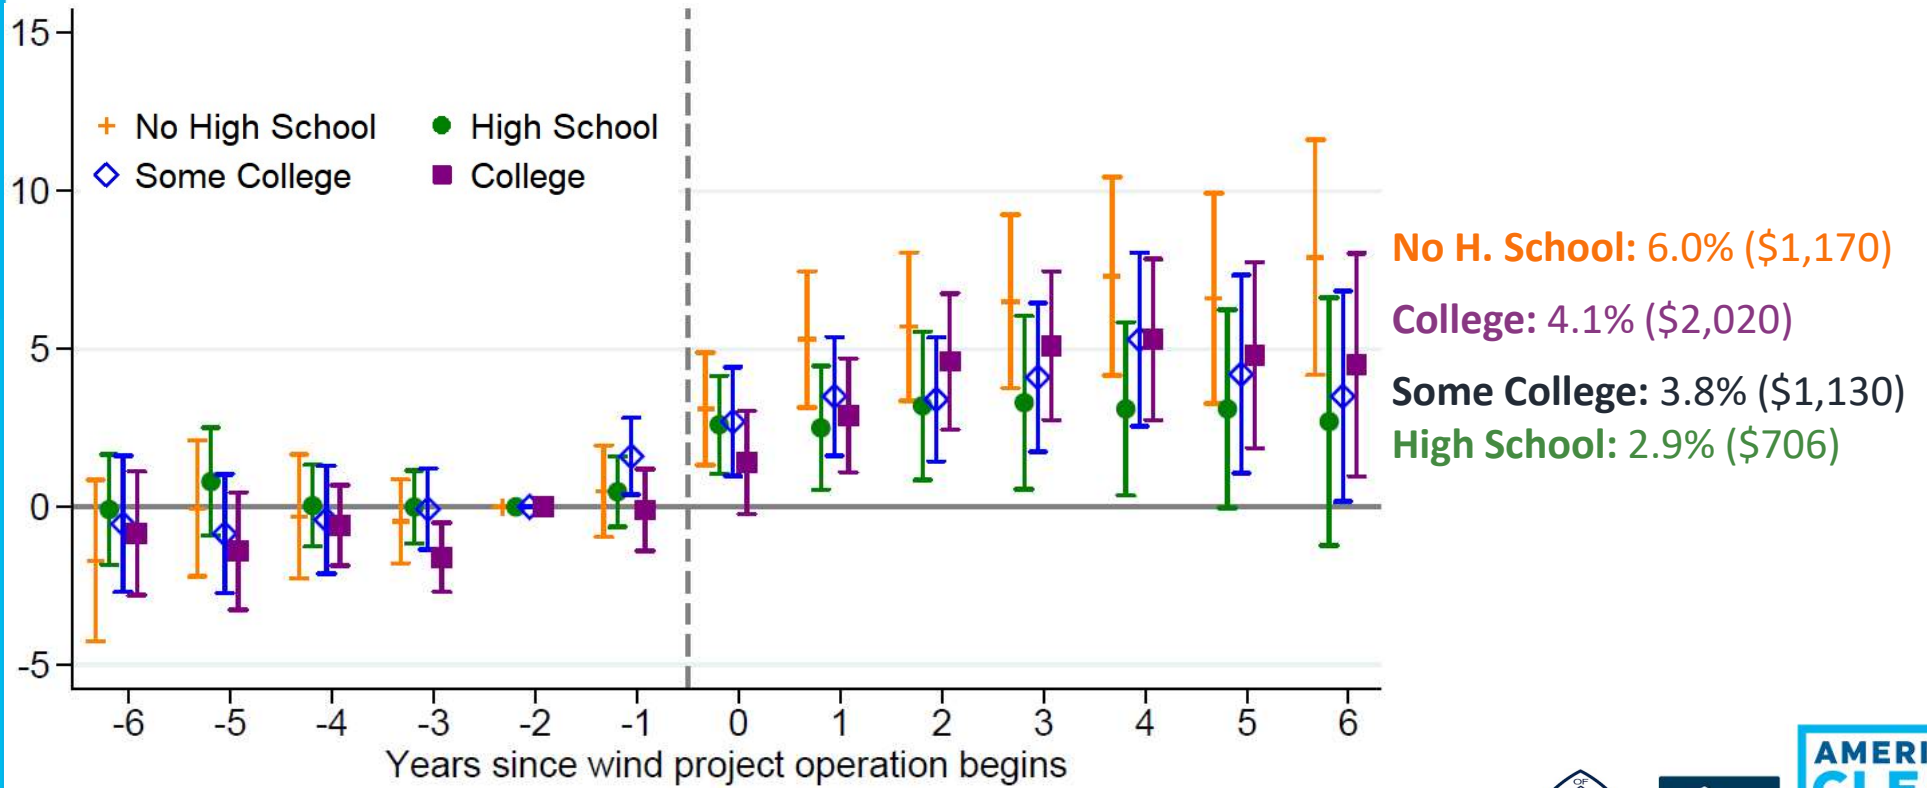 15
10
5
0
-5
No High School
High School
Some College
College
-6 -5 -4 -3 -2 -1 0 1 2 3 4 5 6
Years since wind project operation begins
No H. School: 6.0% ($1,170)
College: 4.1% ($2,020)
Some College: 3.8% ($1,130)
High School: 2.9% ($706)
OF